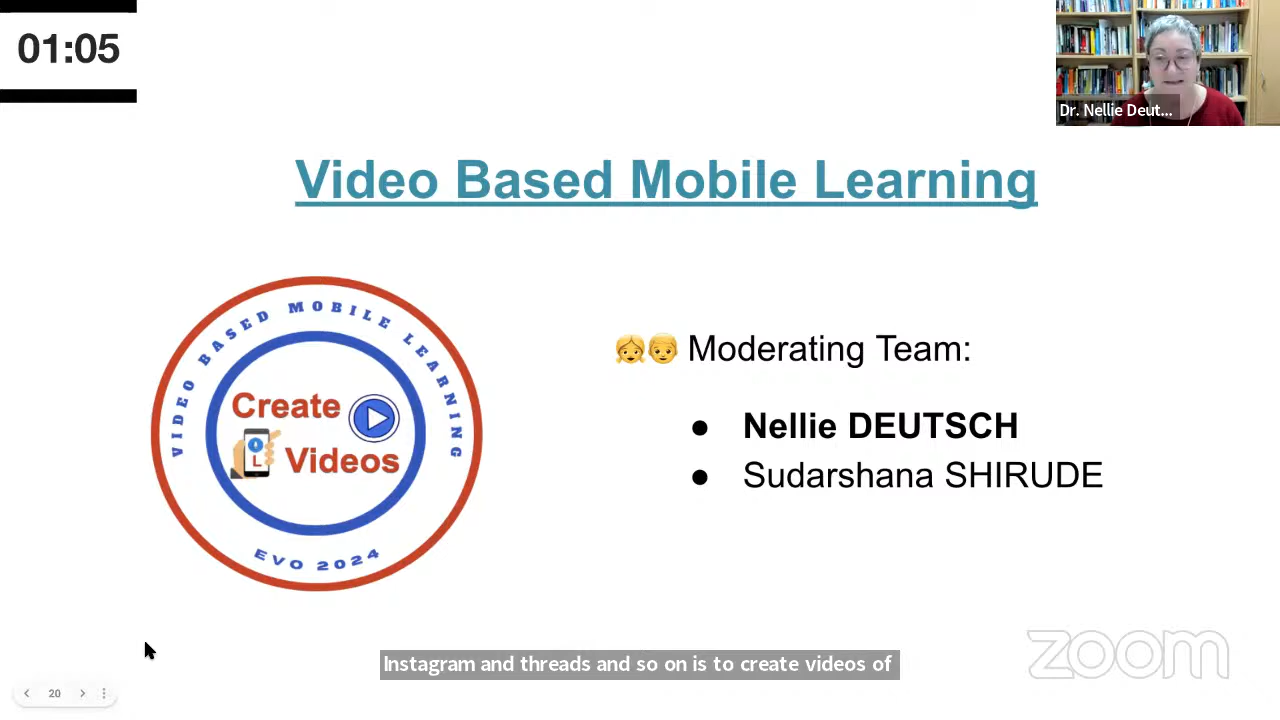 01:05
Dr. Nellie Deut...
Video Based Mobile Learning
VIDEO BASED MOBILE LEARNING
Create
Videos
L
EVO 2024
Moderating Team:
● Nellie DEUTSCH
● Sudarshana SHIRUDE
Instagram and threads and so on is to create videos of
zoom
20